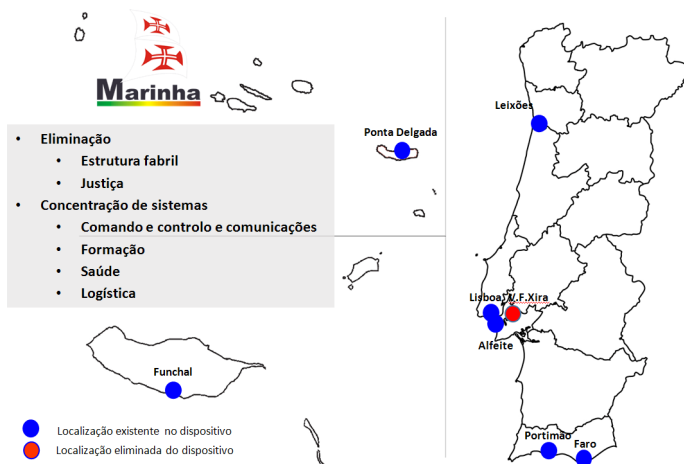 Marinha
• Eliminação
• Estrutura fabril
• Justiça
• Concentração de sistemas
• Comando e controlo e comunicações
• Formação
• Saúde
• Logística
Ponta Delgada
Leixões
Lisboa V.F.Xira
Alfeite
Funchal
Portimão
Faro
Localização existente no dispositivo
Localização eliminada do dispositivo